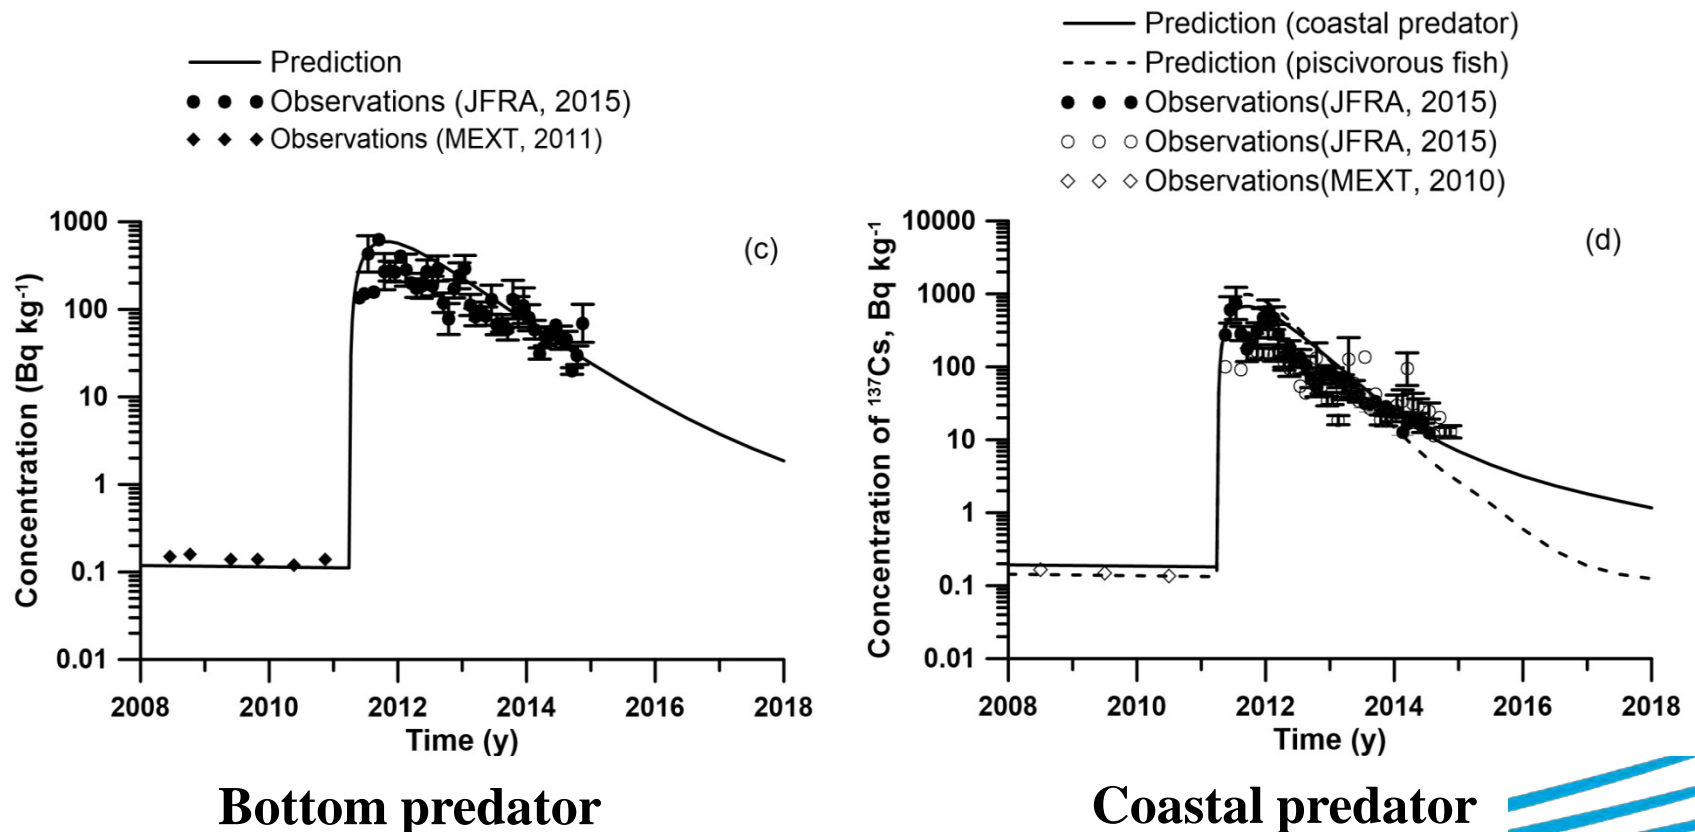 Prediction
Observations (JFRA, 2015)
Observations (MEXT, 2011)
1000
100
10
1
0.1
0.01
Concentration (Bq kg⁻¹)
(c)
2008 2010 2012 2014 2016 2018
Time (y)
Bottom predator
Prediction (coastal predator)
Prediction (piscivorous fish)
Observations(JFRA, 2015)
Observations(JFRA, 2015)
Observations(MEXT, 2010)
10000
1000
100
10
1
0.1
0.01
Concentration of ¹³⁷Cs, Bq kg⁻¹
(d)
2008 2010 2012 2014 2016 2018
Time (y)
Coastal predator